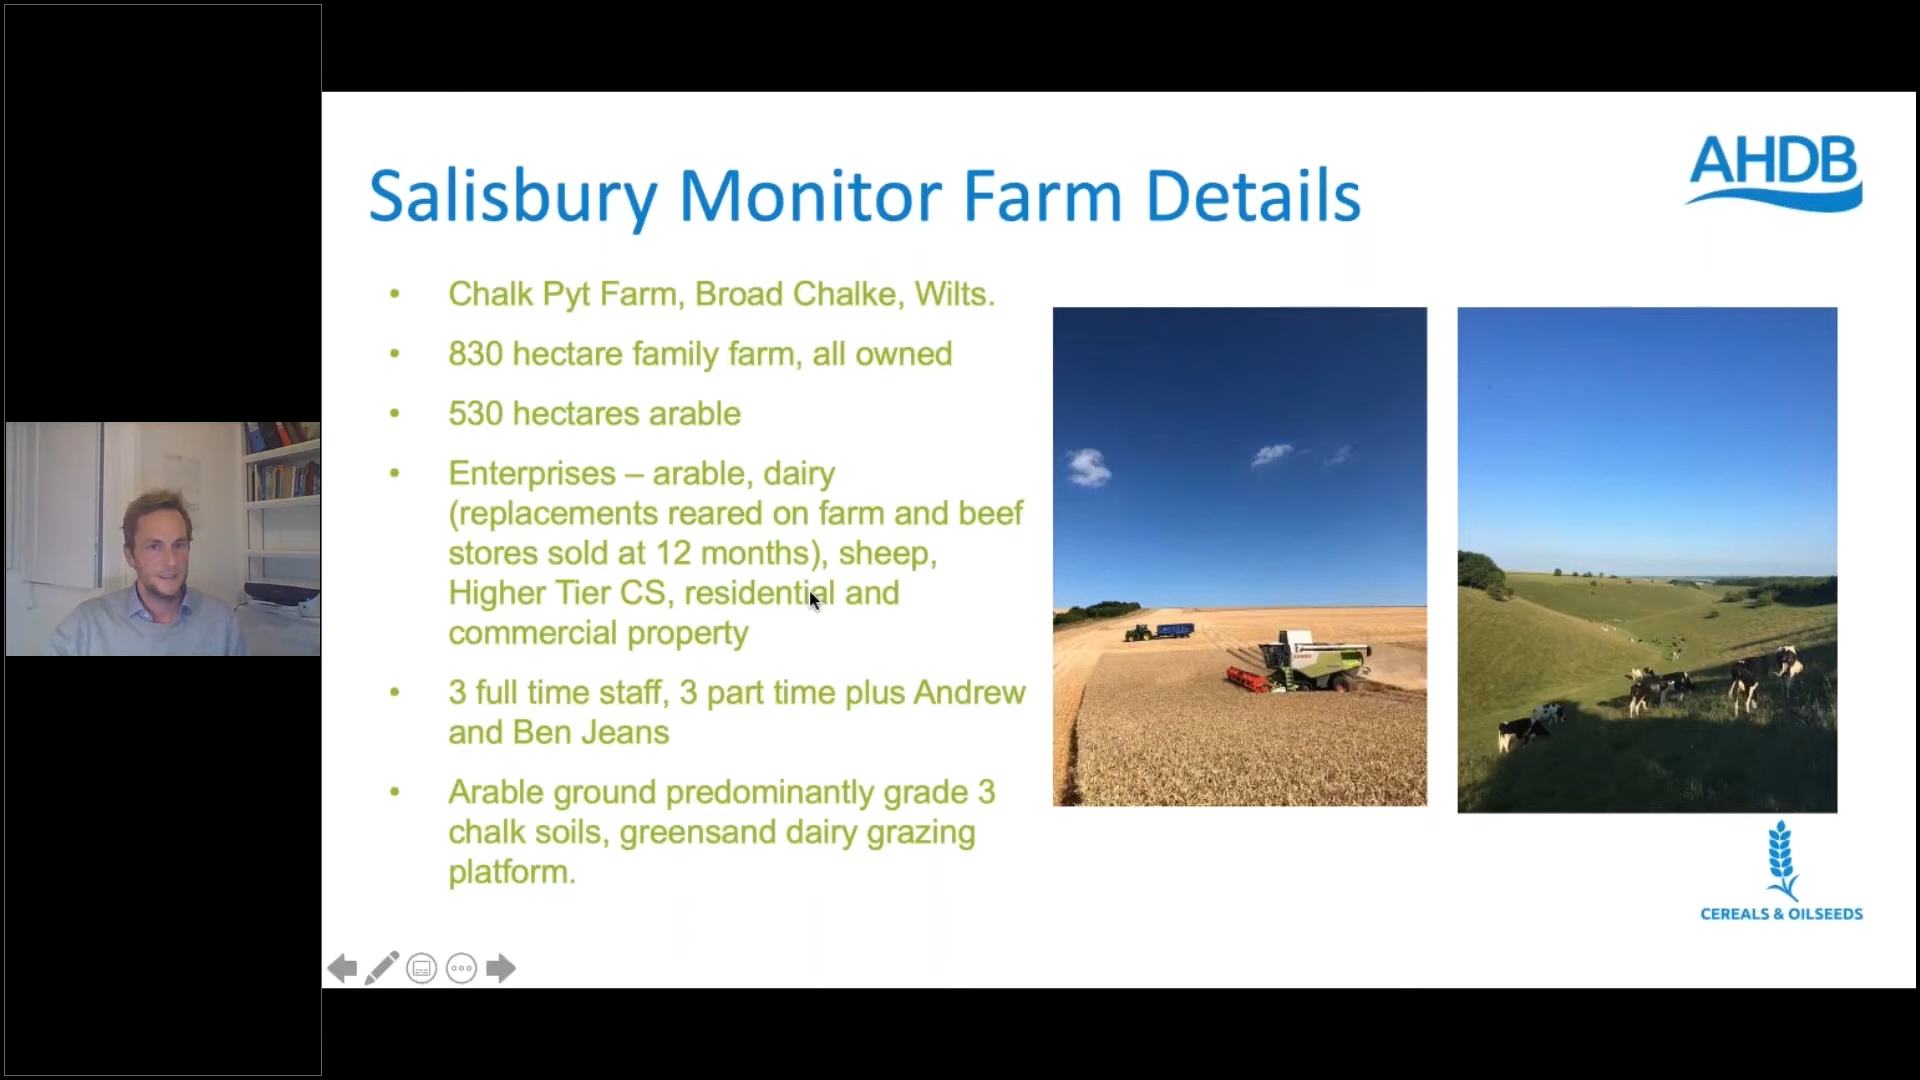 AHDB
Salisbury Monitor Farm Details
• Chalk Pyt Farm, Broad Chalke, Wilts.
• 830 hectare family farm, all owned
• 530 hectares arable
• Enterprises – arable, dairy
(replacements reared on farm and beef
stores sold at 12 months), sheep,
Higher Tier CS, residential and
commercial property
• 3 full time staff, 3 part time plus Andrew
and Ben Jeans
• Arable ground predominantly grade 3
chalk soils, greensand dairy grazing
platform.
CEREALS & OILSEEDS